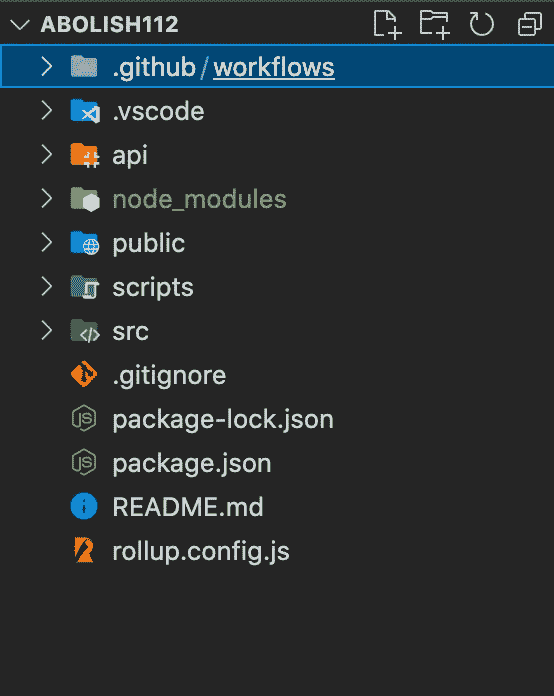 ABOLISH112
.github/workflows
.vscode
api
node_modules
public
scripts
src
.gitignore
package-lock.json
package.json
README.md
rollup.config.js